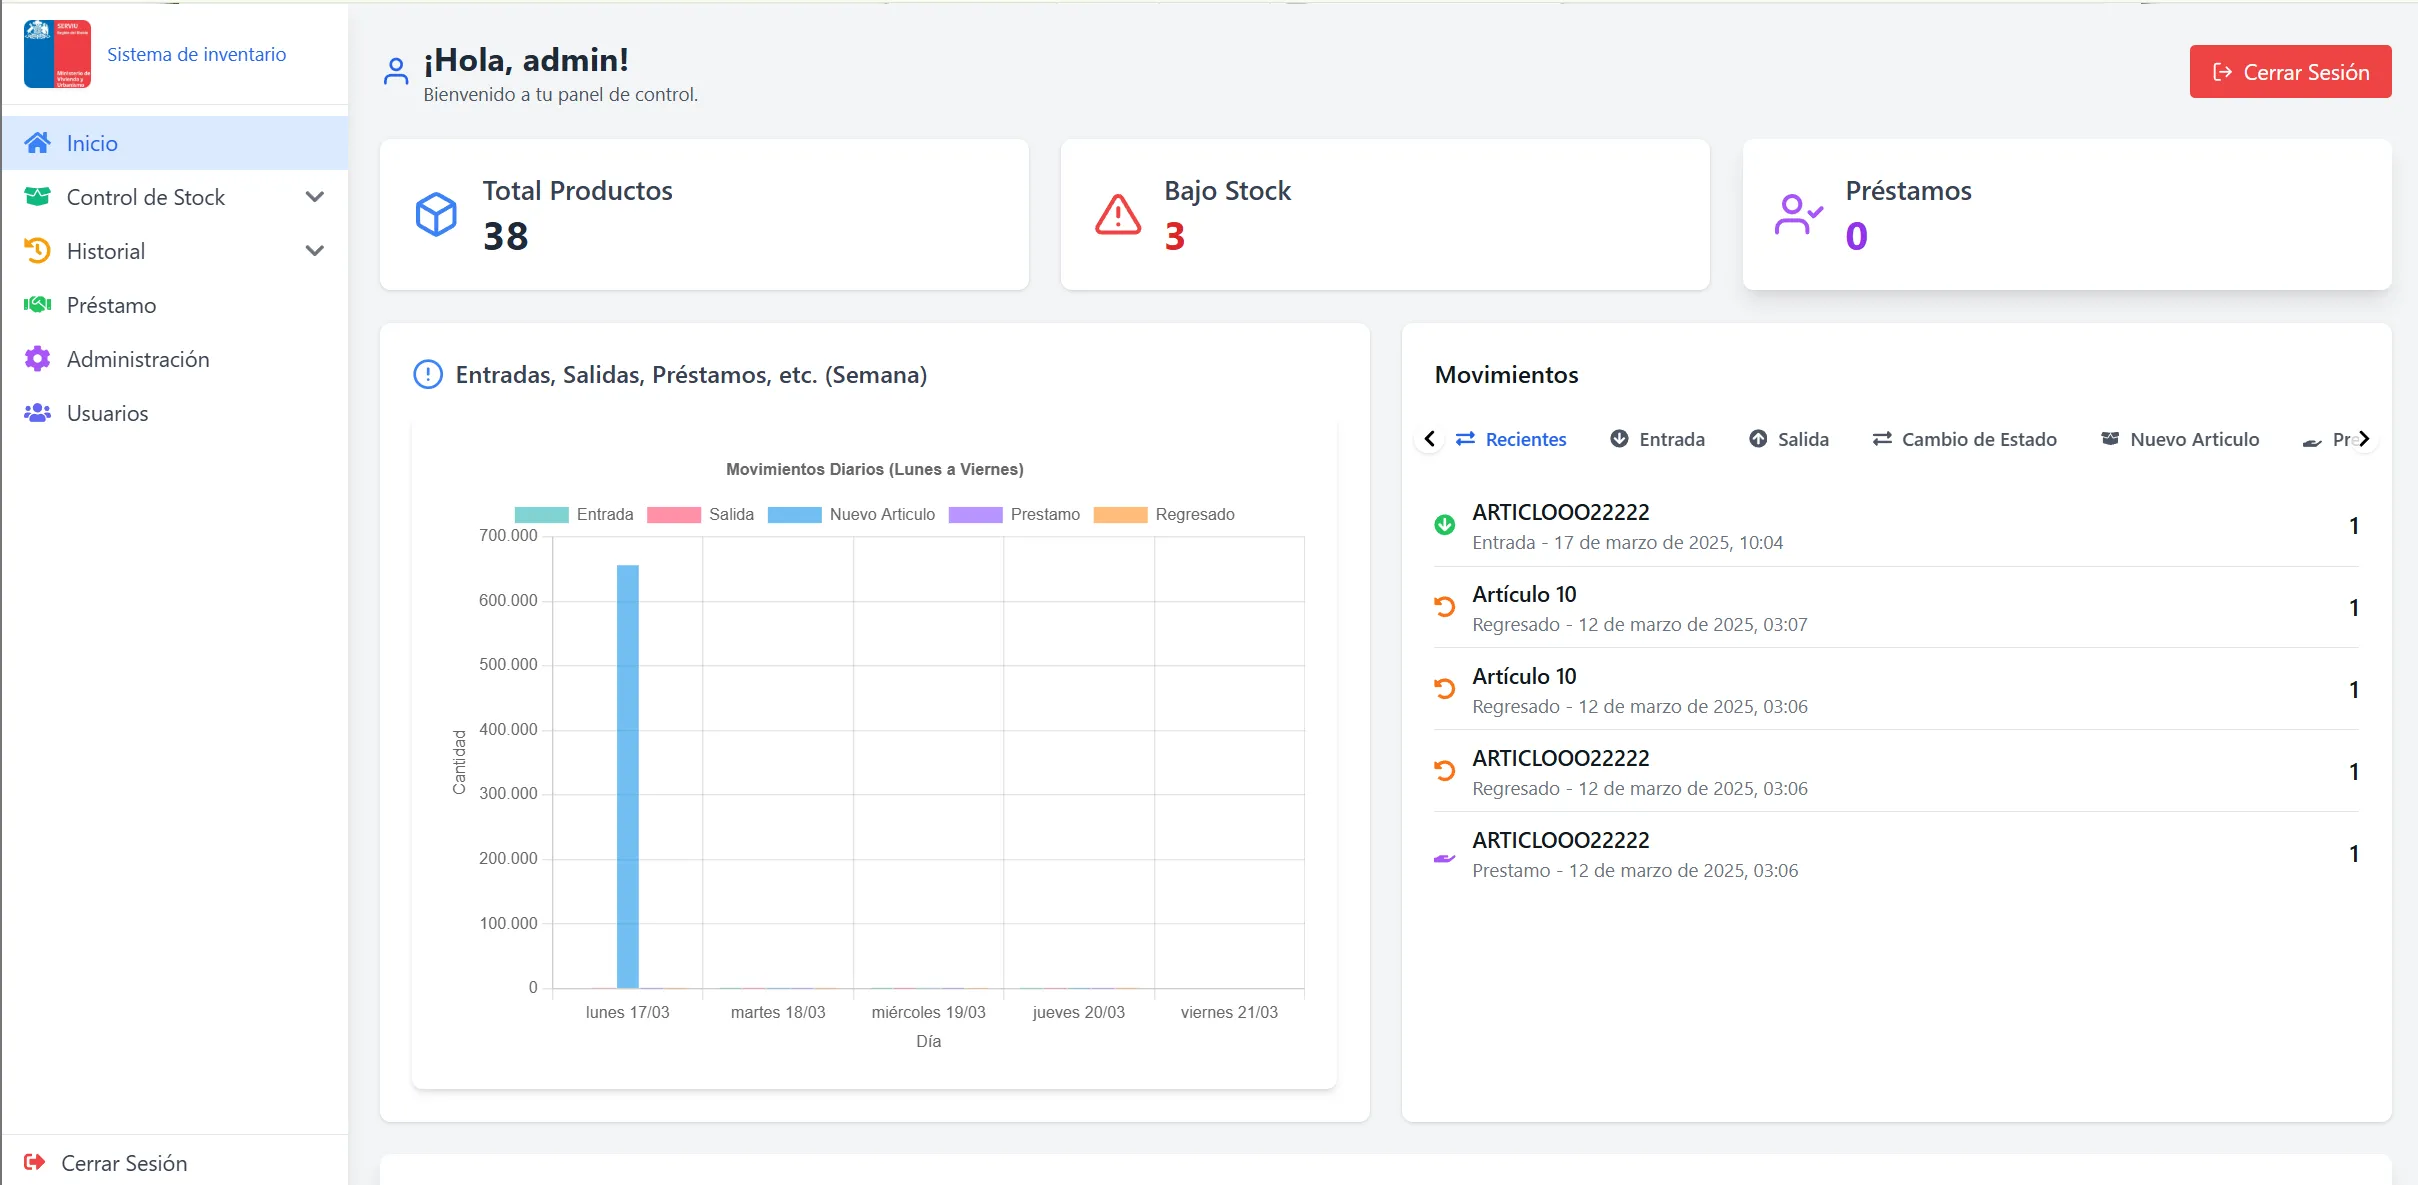 SERVIU
Ministerio de
Vivienda y
Urbanismo
Sistema de inventario
Inicio
Control de Stock
Historial
Préstamo
Administración
Usuarios
Cerrar Sesión
¡Hola, admin!
Bienvenido a tu panel de control.
Cerrar Sesión
Total Productos
38
Bajo Stock
3
Préstamos
0
Entradas, Salidas, Préstamos, etc. (Semana)
Movimientos Diarios (Lunes a Viernes)
Entrada Salida Nuevo Articulo Prestamo Regresado
700.000
600.000
500.000
400.000
300.000
200.000
100.000
0
Cantidad
lunes 17/03 martes 18/03 miércoles 19/03 jueves 20/03 viernes 21/03
Día
Movimientos
Recientes Entrada Salida Cambio de Estado Nuevo Articulo Pre
ARTICLOOO22222
Entrada - 17 de marzo de 2025, 10:04
1
Artículo 10
Regresado - 12 de marzo de 2025, 03:07
1
Artículo 10
Regresado - 12 de marzo de 2025, 03:06
1
ARTICLOOO22222
Regresado - 12 de marzo de 2025, 03:06
1
ARTICLOOO22222
Prestamo - 12 de marzo de 2025, 03:06
1